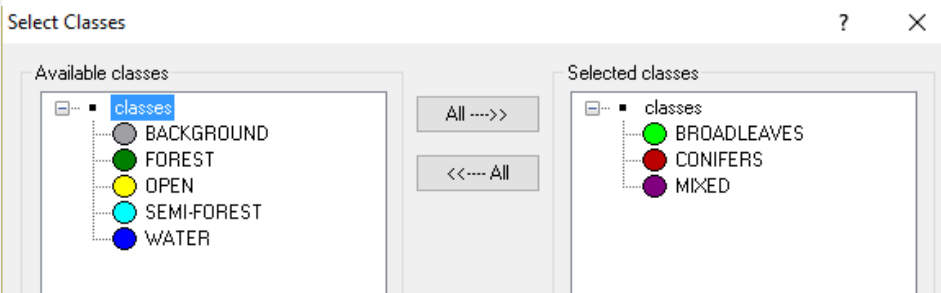 Select Classes ? ×
Available classes
classes
BACKGROUND
FOREST
OPEN
SEMI-FOREST
WATER
All ---->>
<<---- All
Selected classes
classes
BROADLEAVES
CONIFERS
MIXED